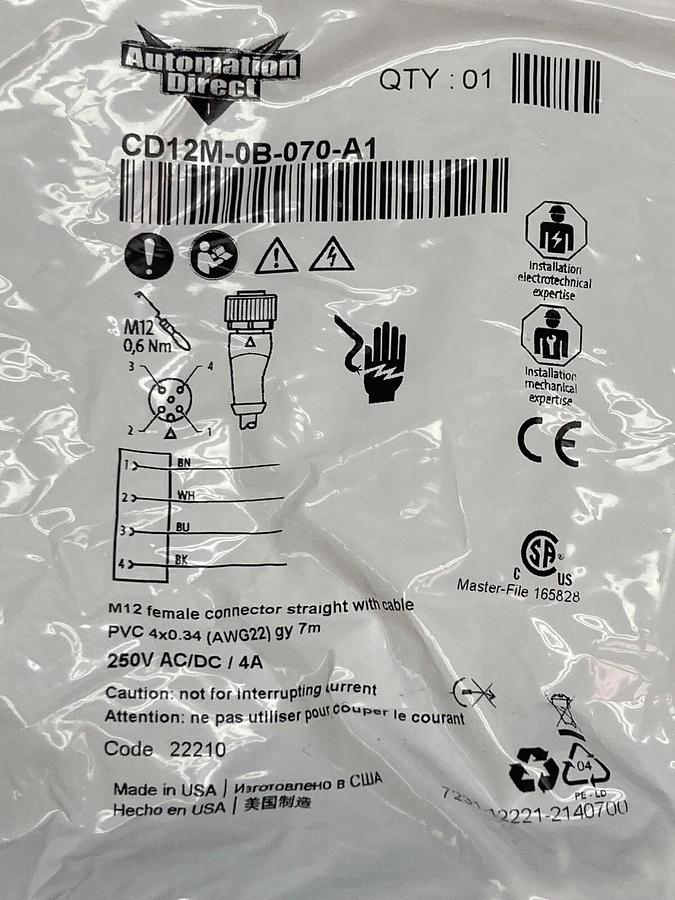 Automation
Direct
QTY : 01
CD12M-0B-070-A1
Installation
electrotechnical
expertise
M12
0,6 Nm
3 4
2 1
Installation
mechanical
expertise
CE
1 BN
2 WH
3 BU
4 BK
SA®
C US
Master-File 165828
M12 female connector straight with cable
PVC 4x0.34 (AWG22) gy 7m
250V AC/DC / 4A
Caution: not for interrupting current
Attention: ne pas utiliser pour couper le courant
Code 22210
04
PE - LD
Made in USA | Изготовлено в США
Hecho en USA | 美国制造
12221-2140700